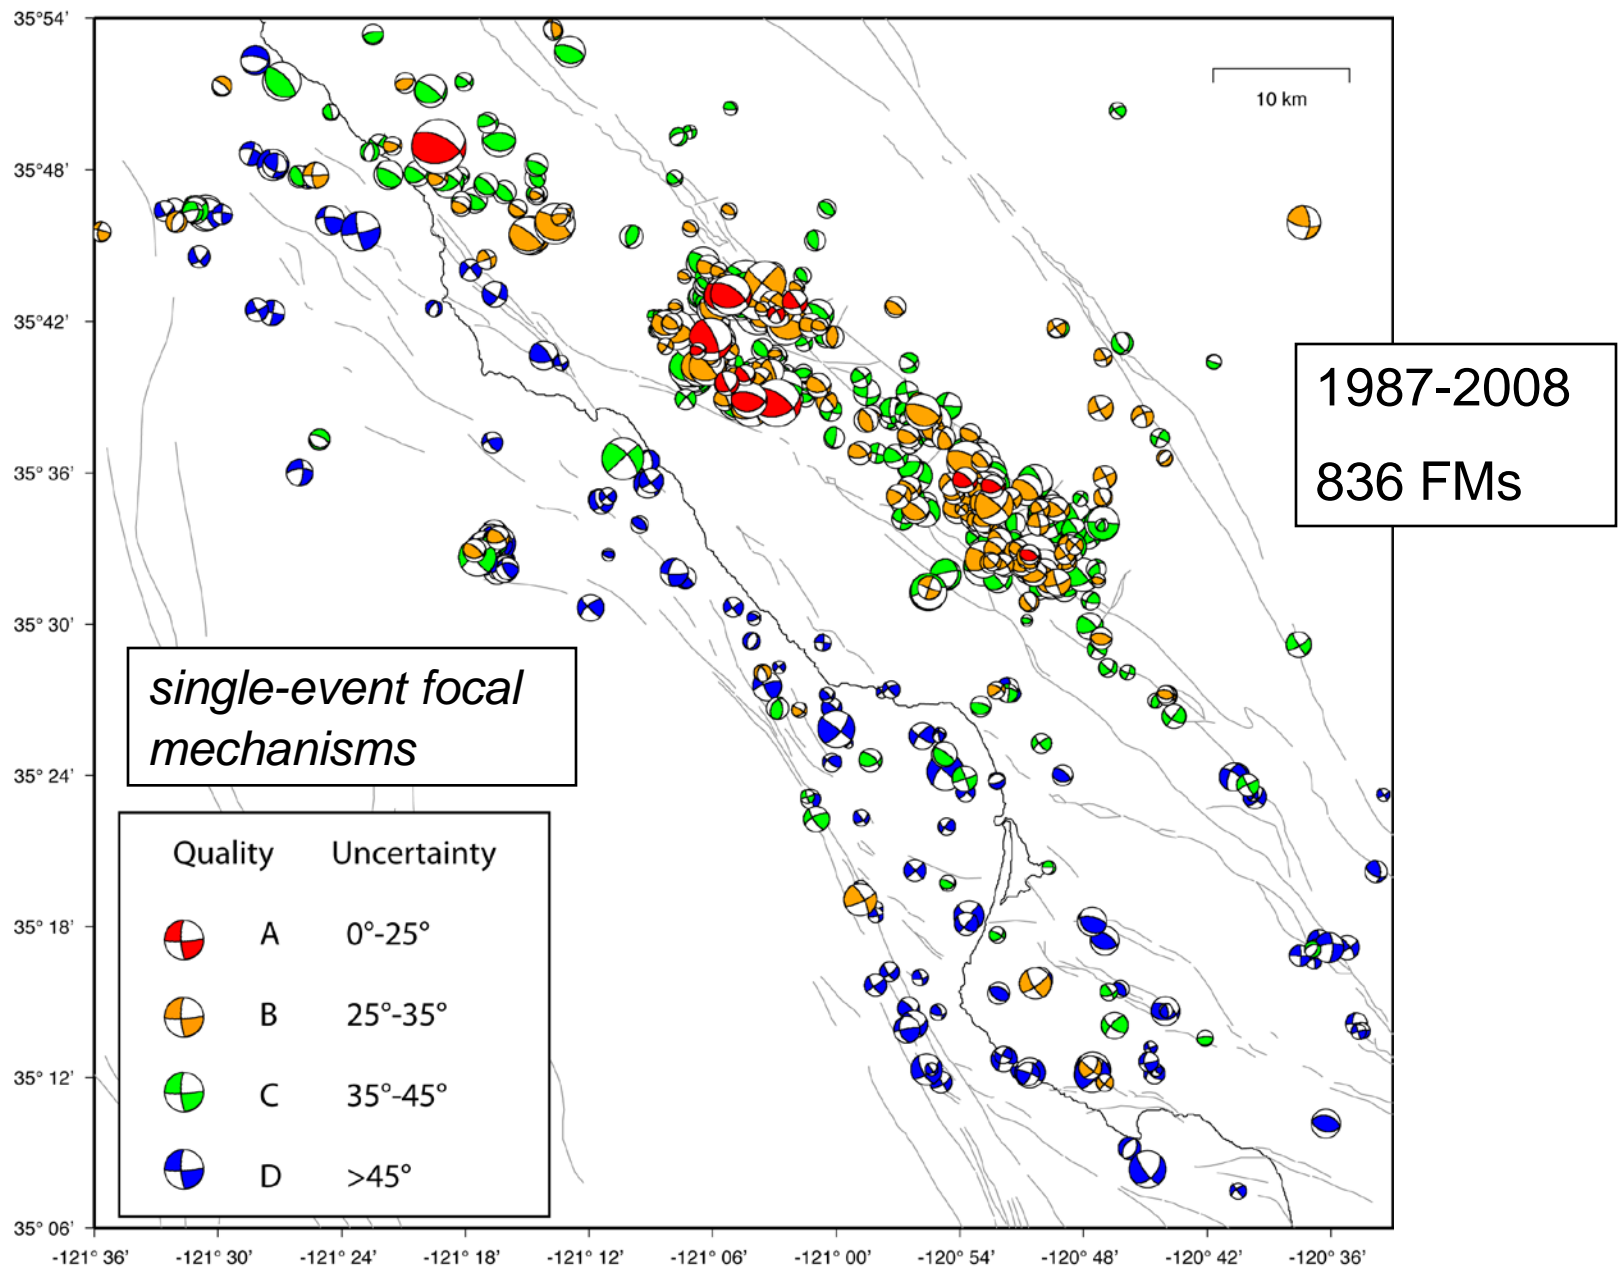 35°54'
10 km
35°48'
35°42'
1987-2008
836 FMs
35°36'
35°30'
single-event focal
mechanisms
35°24'
Quality Uncertainty
A 0°-25°
35°18'
B 25°-35°
35°12'
C 35°-45°
D >45°
35°06'
-121°36' -121°30' -121°24' -121°18' -121°12' -121°06' -121°00' -120°54' -120°48' -120°42' -120°36'